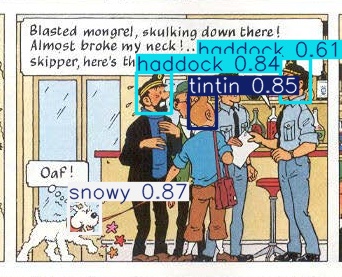 Blasted mongrel, skulking down there!
Almost broke my neck!..
haddock 0.61
skipper, here's th
haddock 0.84
tintin 0.85
Oaf!
Ooo
snowy 0.87